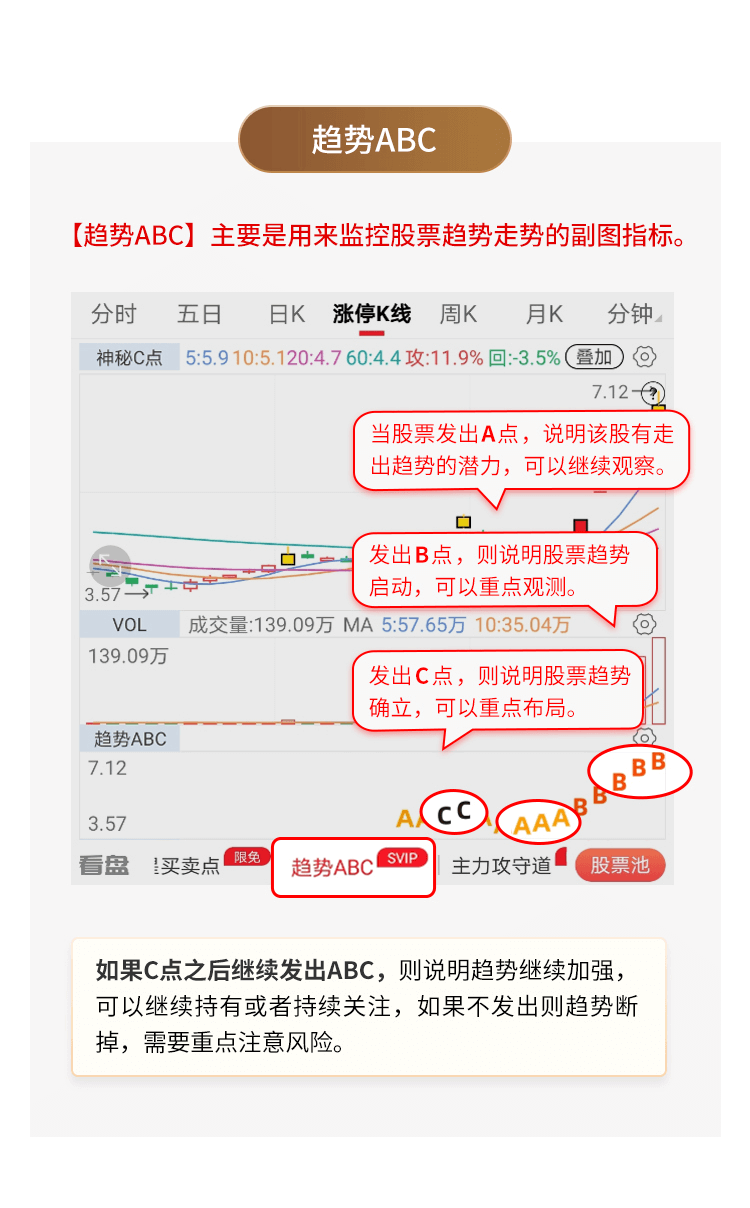 趋势ABC
【趋势ABC】主要是用来监控股票趋势走势的副图指标。
分时 五日 日K 涨停K线 周K 月K 分钟
神秘C点 5:5.9 10:5.1 20:4.7 60:4.4 攻:11.9% 回:-3.5% 叠加
7.12 ?
当股票发出A点，说明该股有走
出趋势的潜力，可以继续观察。
发出B点，则说明股票趋势
启动，可以重点观测。
3.57
VOL 成交量:139.09万 MA 5:57.65万 10:35.04万
139.09万
发出C点，则说明股票趋势
确立，可以重点布局。
趋势ABC
7.12
B B B B B
A C C A A A
3.57
看盘 买卖点 限免 趋势ABC SVIP 主力攻守道 股票池
如果C点之后继续发出ABC，则说明趋势继续加强，
可以继续持有或者持续关注，如果不发出则趋势断
掉，需要重点注意风险。